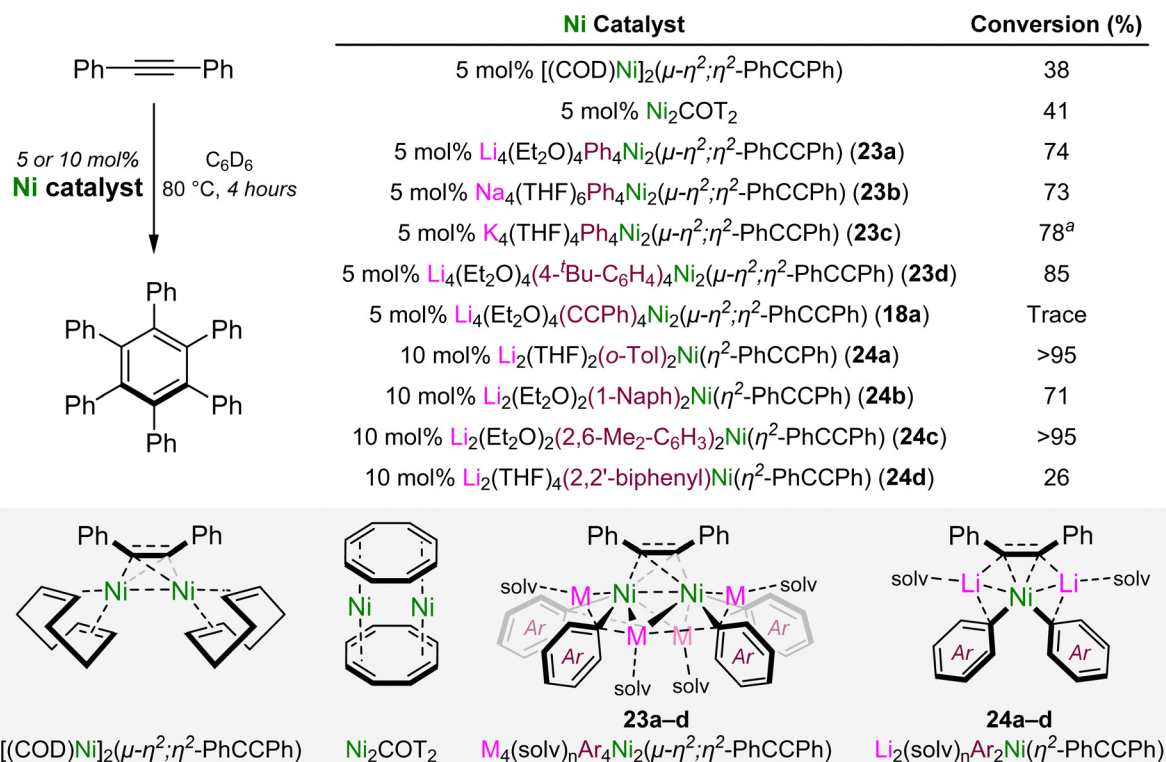 Ni Catalyst Conversion (%)
Ph Ph
5 or 10 mol%
Ni catalyst
C₆D₆
80 °C, 4 hours
Ph
Ph Ph
Ph Ph
Ph
5 mol% [(COD)Ni]₂(μ-η²;η²-PhCCPh) 38
5 mol% Ni₂COT₂ 41
5 mol% Li₄(Et₂O)₄Ph₄Ni₂(μ-η²;η²-PhCCPh) (23a) 74
5 mol% Na₄(THF)₆Ph₄Ni₂(μ-η²;η²-PhCCPh) (23b) 73
5 mol% K₄(THF)₄Ph₄Ni₂(μ-η²;η²-PhCCPh) (23c) 78ᵃ
5 mol% Li₄(Et₂O)₄(4-ᵗBu-C₆H₄)₄Ni₂(μ-η²;η²-PhCCPh) (23d) 85
5 mol% Li₄(Et₂O)₄(CCPh)₄Ni₂(μ-η²;η²-PhCCPh) (18a) Trace
10 mol% Li₂(THF)₂(o-Tol)₂Ni(η²-PhCCPh) (24a) >95
10 mol% Li₂(Et₂O)₂(1-Naph)₂Ni(η²-PhCCPh) (24b) 71
10 mol% Li₂(Et₂O)₂(2,6-Me₂-C₆H₃)₂Ni(η²-PhCCPh) (24c) >95
10 mol% Li₂(THF)₄(2,2'-biphenyl)Ni(η²-PhCCPh) (24d) 26
Ph Ph
Ni Ni
[(COD)Ni]₂(μ-η²;η²-PhCCPh)
Ni Ni
Ni₂COT₂
Ph Ph
solv M Ni Ni M solv
Ar M M Ar
Ar Ar
solv solv
23a–d
M₄(solv)ₙAr₄Ni₂(μ-η²;η²-PhCCPh)
Ph Ph
solv Li Ni Li solv
Ar Ar
24a–d
Li₂(solv)ₙAr₂Ni(η²-PhCCPh)